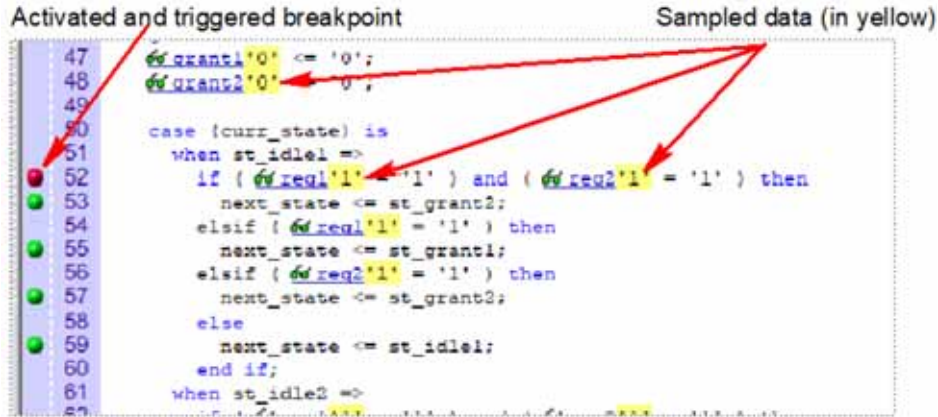 Activated and triggered breakpoint
Sampled data (in yellow)
47 grant1'0' <= '0';
48 grant2'0' <= '0';
49
50 case (curr_state) is
51 when st_idle1 =>
52 if ( req1'1' = '1' ) and ( req2'1' = '1' ) then
53 next_state <= st_grant2;
54 elsif ( req1'1' = '1' ) then
55 next_state <= st_grant1;
56 elsif ( req2'1' = '1' ) then
57 next_state <= st_grant2;
58 else
59 next_state <= st_idle1;
60 end if;
61 when st_idle2 =>